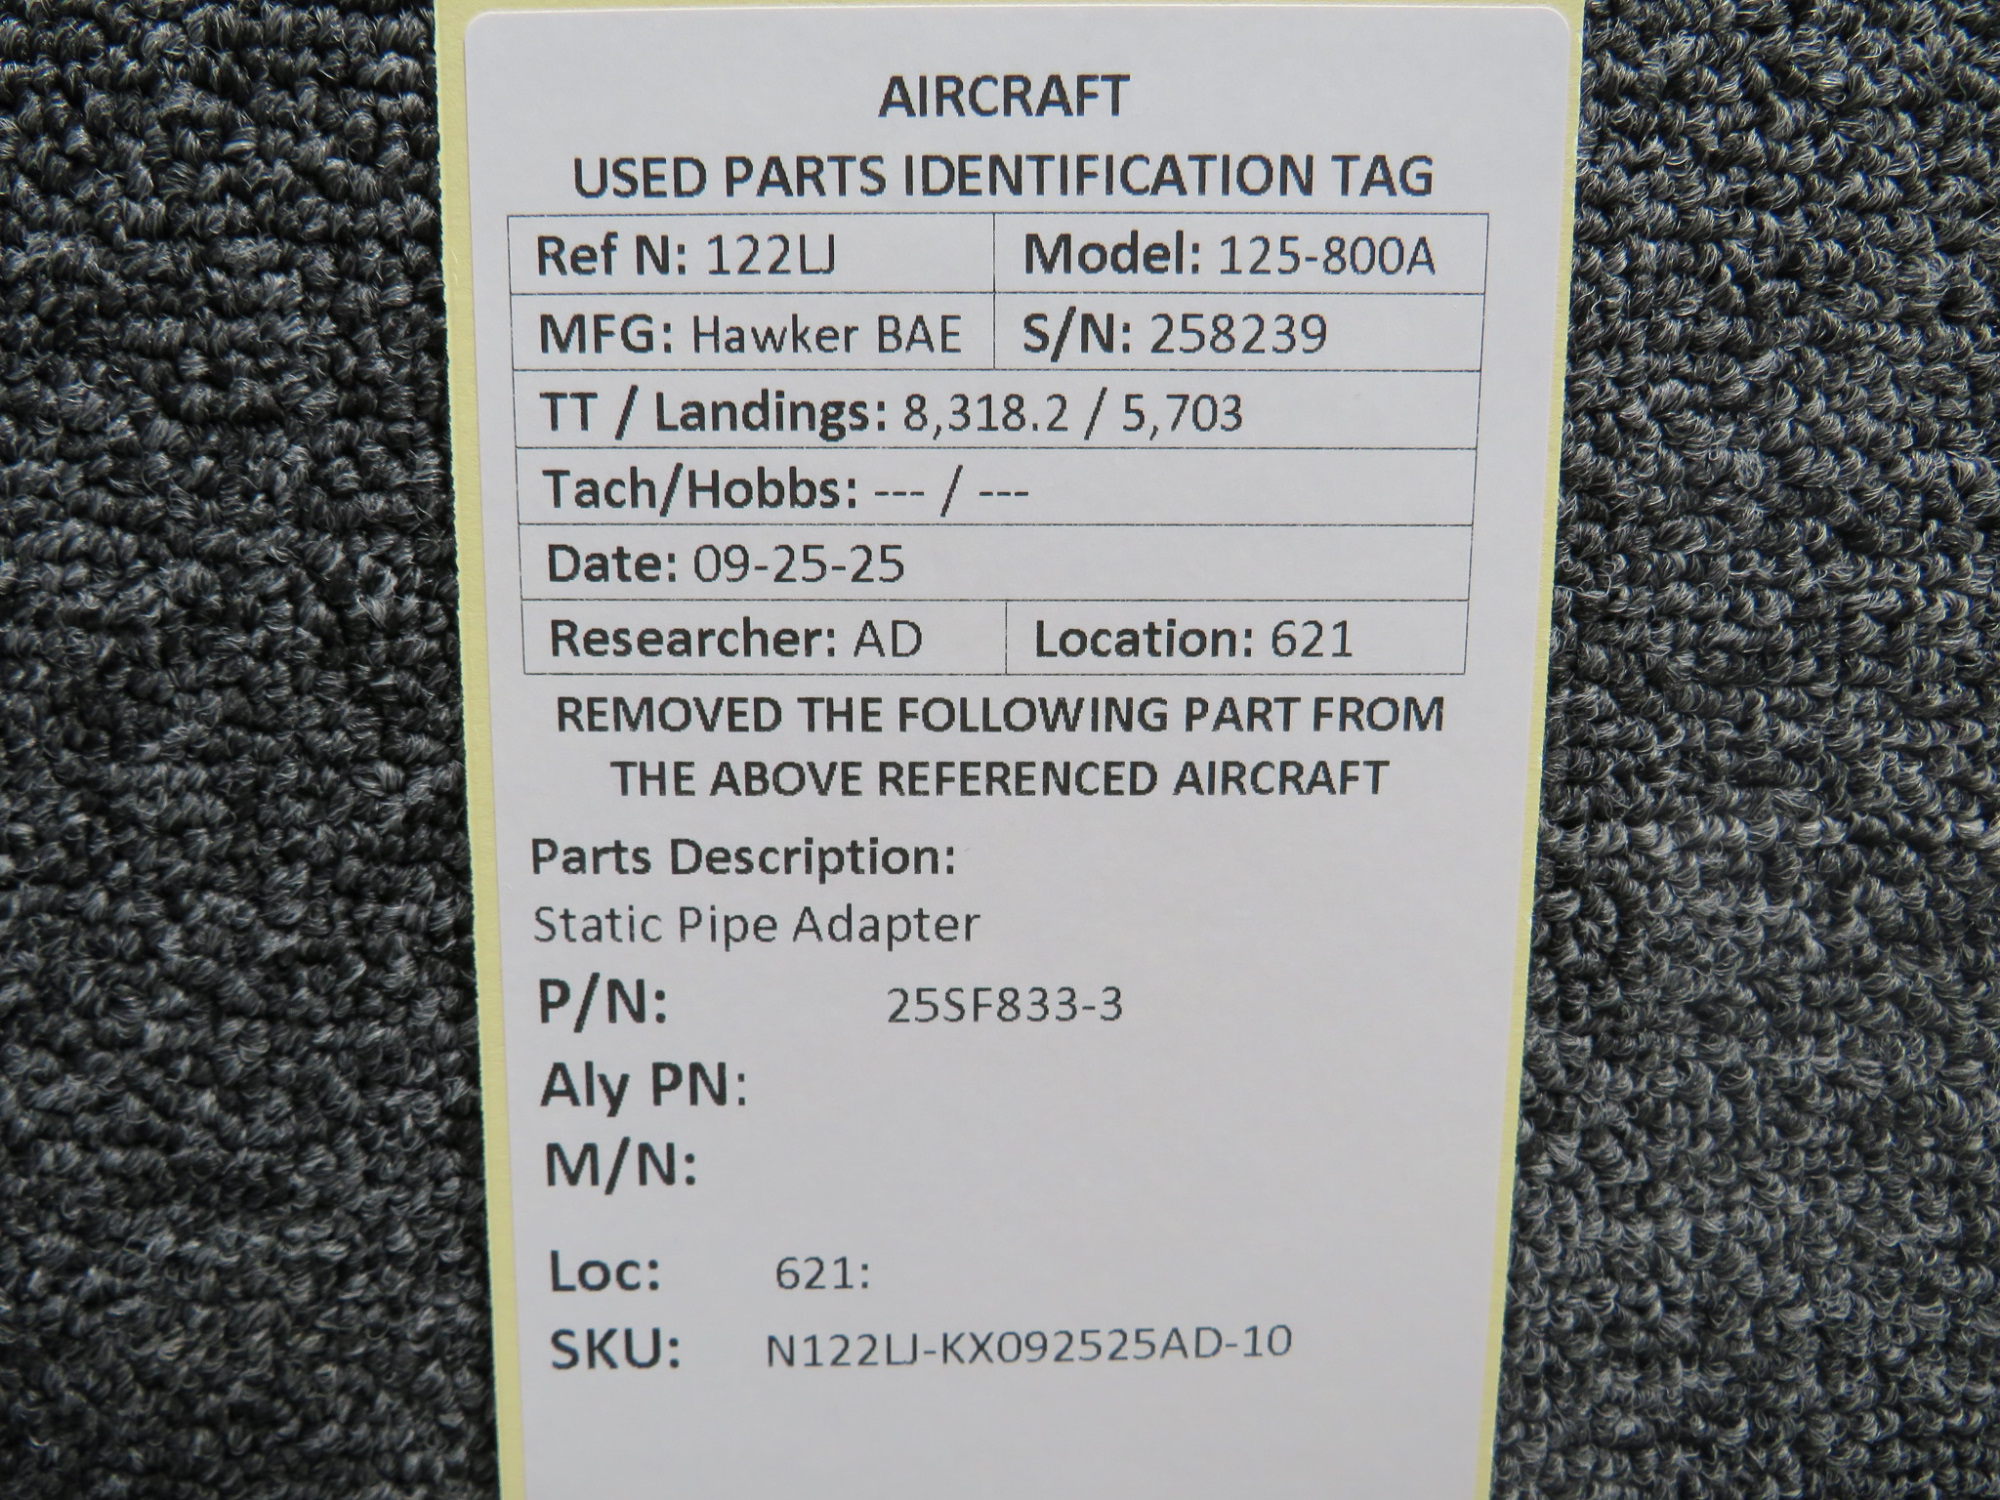 AIRCRAFT
USED PARTS IDENTIFICATION TAG
Ref N: 122LJ Model: 125-800A
MFG: Hawker BAE S/N: 258239
TT / Landings: 8,318.2 / 5,703
Tach/Hobbs: --- / ---
Date: 09-25-25
Researcher: AD Location: 621
REMOVED THE FOLLOWING PART FROM
THE ABOVE REFERENCED AIRCRAFT
Parts Description:
Static Pipe Adapter
P/N: 25SF833-3
Aly PN:
M/N:
Loc: 621:
SKU: N122LJ-KX092525AD-10